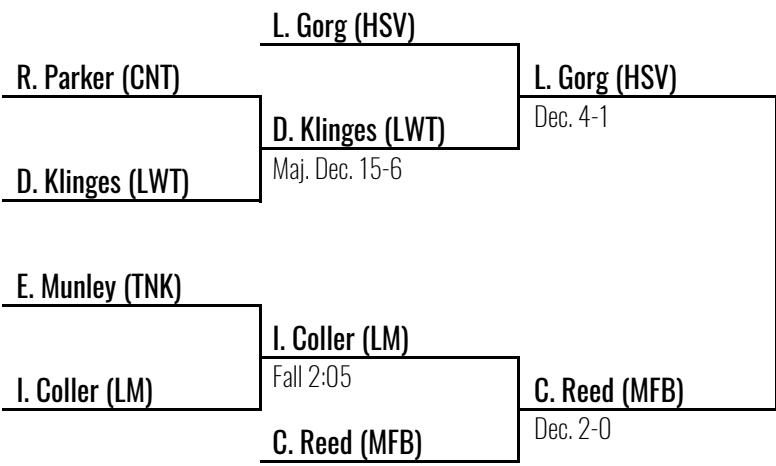 L. Gorg (HSV)
R. Parker (CNT)
L. Gorg (HSV)
Dec. 4-1
D. Klinges (LWT)
Maj. Dec. 15-6
D. Klinges (LWT)
E. Munley (TNK)
I. Coller (LM)
Fall 2:05
I. Coller (LM)
C. Reed (MFB)
Dec. 2-0
C. Reed (MFB)